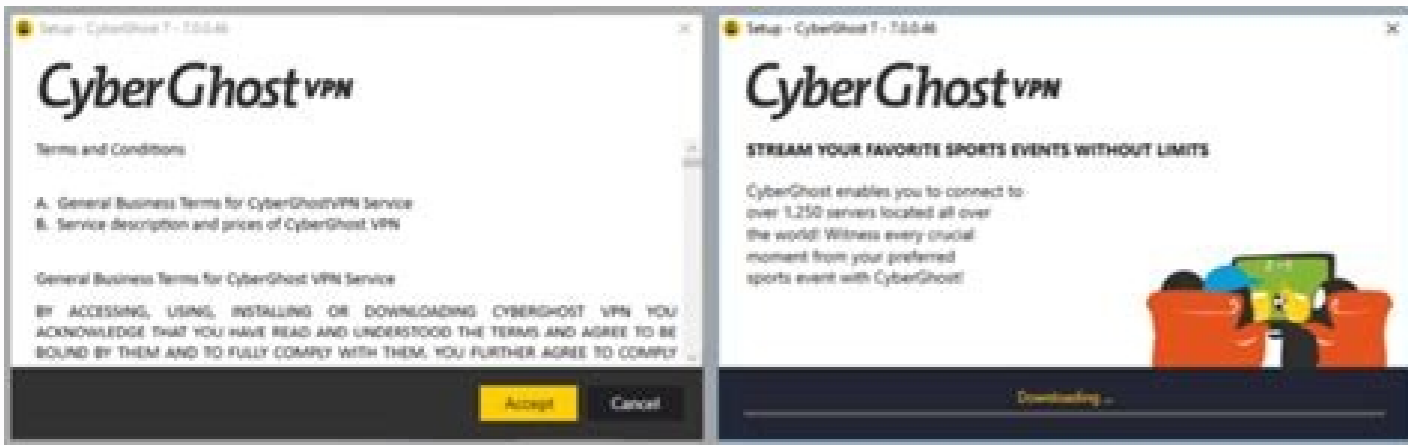 Setup - CyberGhost 7 - 7.0.0.46
CyberGhost VPN
Terms and Conditions
A. General Business Terms for CyberGhostVPN Service
B. Service description and prices of CyberGhost VPN
General Business Terms for CyberGhost VPN Service
BY ACCESSING, USING, INSTALLING OR DOWNLOADING CYBERGHOST VPN YOU
ACKNOWLEDGE THAT YOU HAVE READ AND UNDERSTOOD THE TERMS AND AGREE TO BE
BOUND BY THEM AND TO FULLY COMPLY WITH THEM. YOU FURTHER AGREE TO COMPLY
Accept
Cancel
Setup - CyberGhost 7 - 7.0.0.46
CyberGhost VPN
STREAM YOUR FAVORITE SPORTS EVENTS WITHOUT LIMITS
CyberGhost enables you to connect to
over 1.250 servers located all over
the world! Witness every crucial
moment from your preferred
sports event with CyberGhost!
Downloading ...